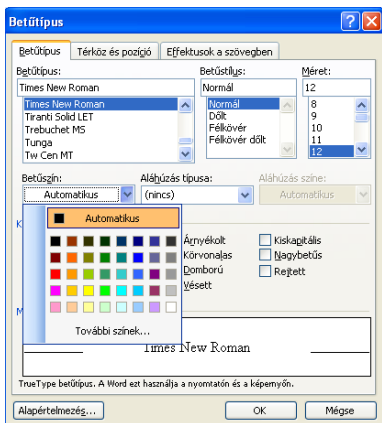 Betűtípus
Betűtípus Térköz és pozíció Effektusok a szövegben
Betűtípus: Betűstílus: Méret:
Times New Roman Normál 12
Times New Roman Normál 8
Tiranti Solid LET Dőlt 9
Trebuchet MS Félkövér 10
Tunga Félkövér dőlt 11
Tw Cen MT 12
Betűszín: Aláhúzás típusa: Aláhúzás színe:
Automatikus (nincs) Automatikus
K
Automatikus
Árnyékolt Kiskapitális
Körvonalas Nagybetűs
Domború Rejtett
Vésett
M
További színek...
Times New Roman
TrueType betűtípus. A Word ezt használja a nyomtatón és a képernyőn.
Alapértelmezés... OK Mégse